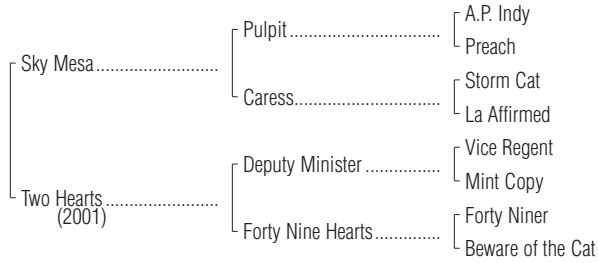 A.P. Indy
Pulpit
Preach
Sky Mesa
Storm Cat
Caress
La Affirmed
Vice Regent
Deputy Minister
Mint Copy
Two Hearts
(2001)
Forty Niner
Forty Nine Hearts
Beware of the Cat